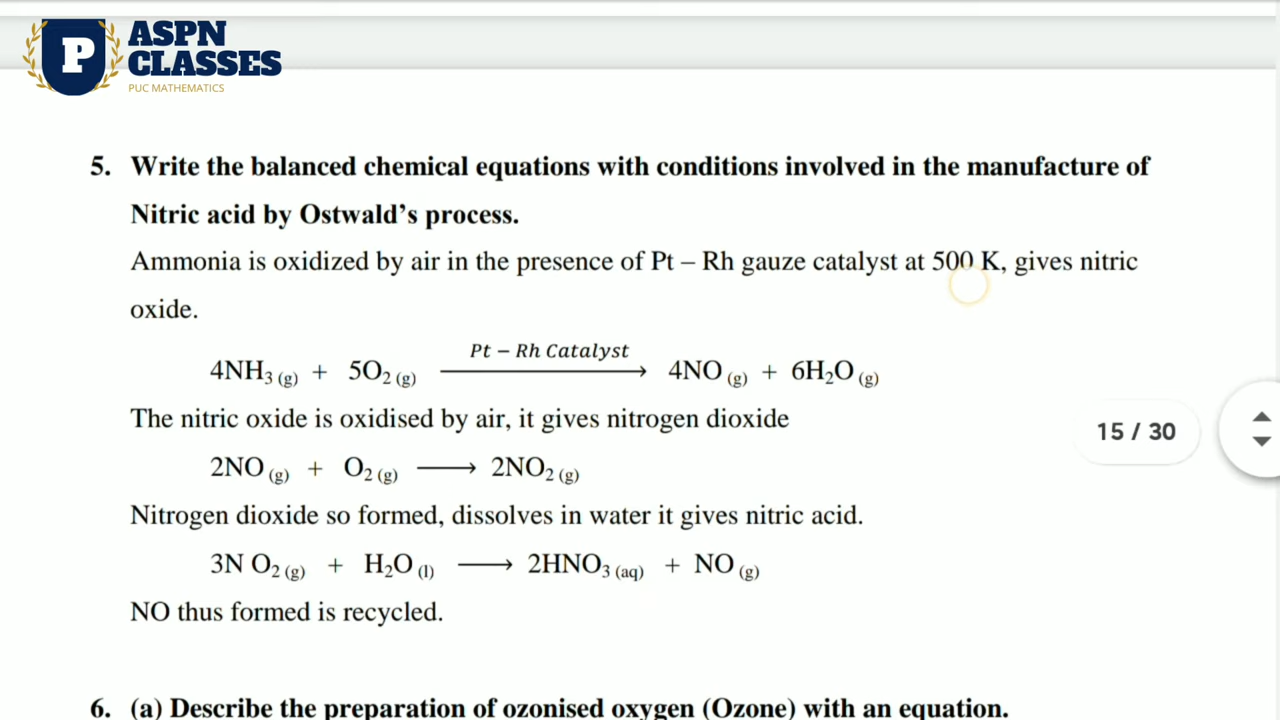 P
ASPN
CLASSES
PUC MATHEMATICS
5. Write the balanced chemical equations with conditions involved in the manufacture of
Nitric acid by Ostwald’s process.
Ammonia is oxidized by air in the presence of Pt – Rh gauze catalyst at 500 K, gives nitric
oxide.
4NH₃ (g) + 5O₂ (g) Pt – Rh Catalyst ⟶ 4NO (g) + 6H₂O (g)
The nitric oxide is oxidised by air, it gives nitrogen dioxide
2NO (g) + O₂ (g) ⟶ 2NO₂ (g)
15 / 30
Nitrogen dioxide so formed, dissolves in water it gives nitric acid.
3N O₂ (g) + H₂O (l) ⟶ 2HNO₃ (aq) + NO (g)
NO thus formed is recycled.
6. (a) Describe the preparation of ozonised oxygen (Ozone) with an equation.